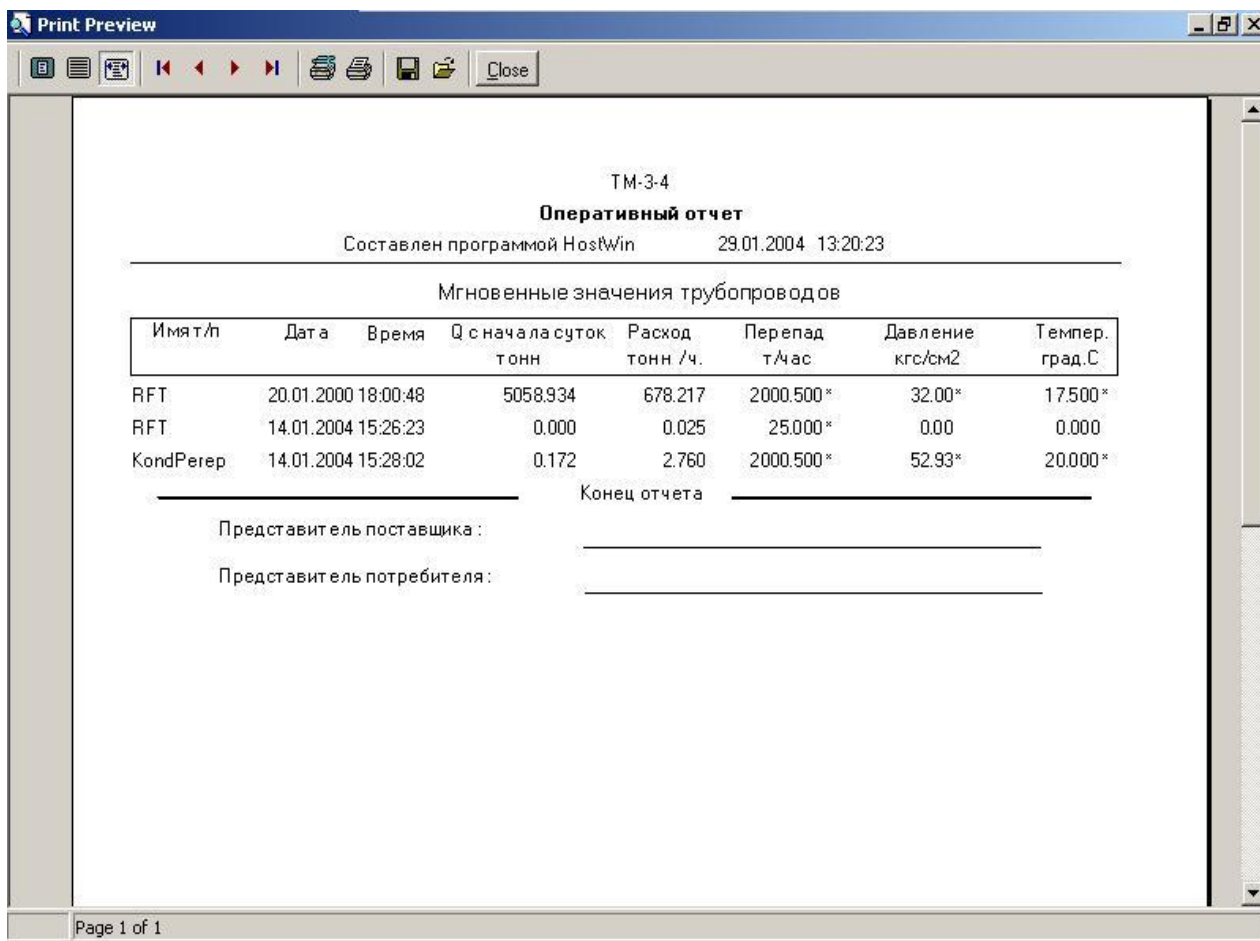 Print Preview
Close
ТМ-3-4
Оперативный отчет
Составлен программой HostWin 29.01.2004 13:20:23
Мгновенные значения трубопроводов
Имя т/п Дата Время Q с начала суток Расход Перепад Давление Темпер.
тонн тонн /ч. т/час кгс/см2 град.С
RFT 20.01.2000 18:00:48 5058.934 678.217 2000.500* 32.00* 17.500*
RFT 14.01.2004 15:26:23 0.000 0.025 25.000* 0.00 0.000
KondPerep 14.01.2004 15:28:02 0.172 2.760 2000.500* 52.93* 20.000*
Конец отчета
Представитель поставщика :
Представитель потребителя :
Page 1 of 1